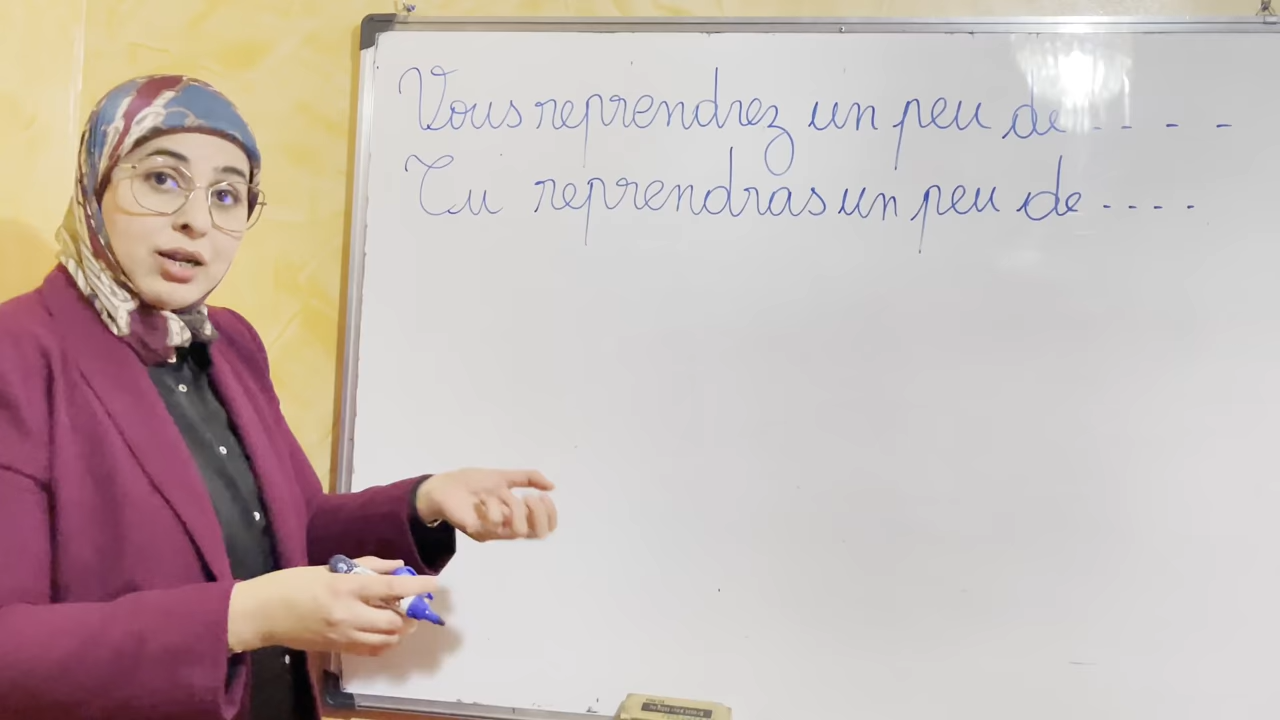 Vous reprendrez un peu de - - - -
Tu reprendras un peu de - - - -